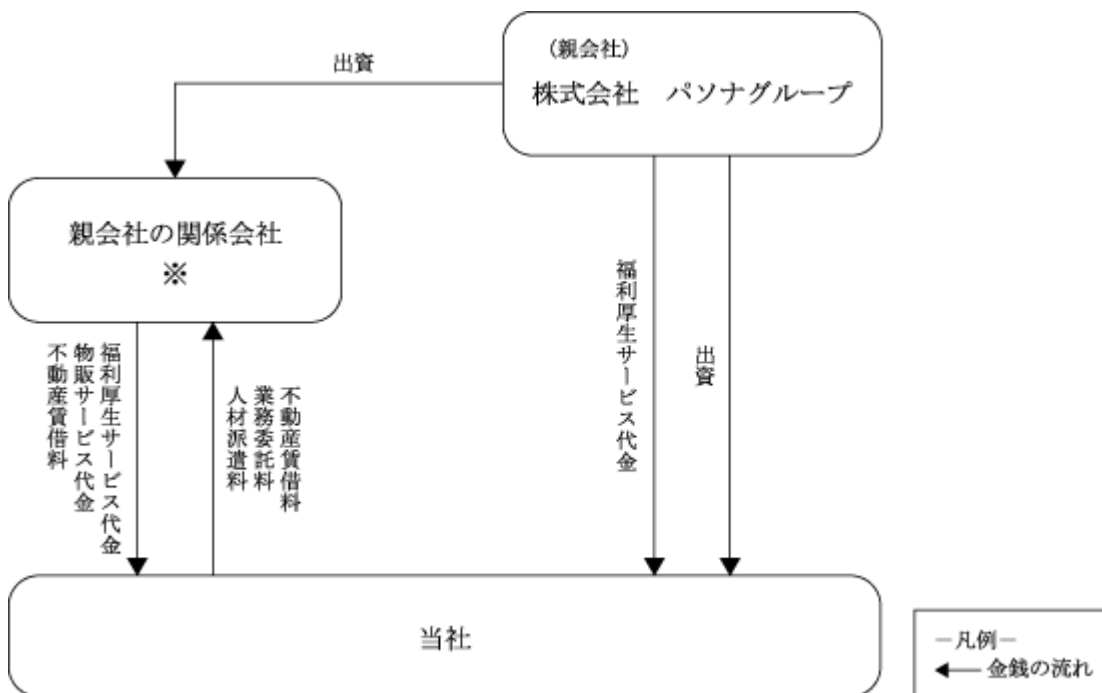 (親会社)
株式会社　パソナグループ
出資
親会社の関係会社
※
福利厚生サービス代金
物販サービス代金
不動産賃借料
不動産賃借料
業務委託料
人材派遣料
福利厚生サービス代金
出資
当社
－凡例－
金銭の流れ